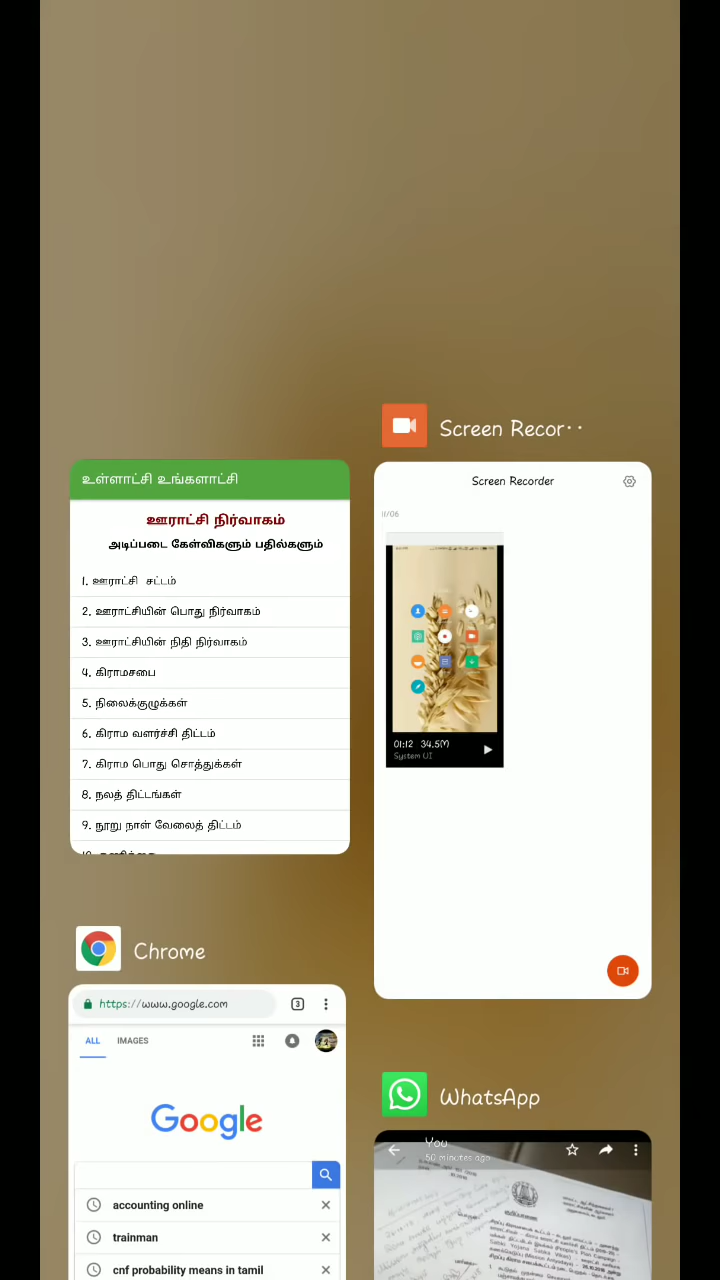 Screen Recor··
உள்ளாட்சி உங்களாட்சி
ஊராட்சி நிர்வாகம்
அடிப்படை கேள்விகளும் பதில்களும்
1. ஊராட்சி சட்டம்
2. ஊராட்சியின் பொது நிர்வாகம்
3. ஊராட்சியின் நிதி நிர்வாகம்
4. கிராமசபை
5. நிலைக்குழுக்கள்
6. கிராம வளர்ச்சி திட்டம்
7. கிராம பொது சொத்துக்கள்
8. நலத் திட்டங்கள்
9. நூறு நாள் வேலைத் திட்டம்
Screen Recorder
11/06
01:12 34.5M
System UI
Chrome
https://www.google.com
3
ALL IMAGES
Google
accounting online
trainman
cnf probability means in tamil
WhatsApp
You
50 minutes ago